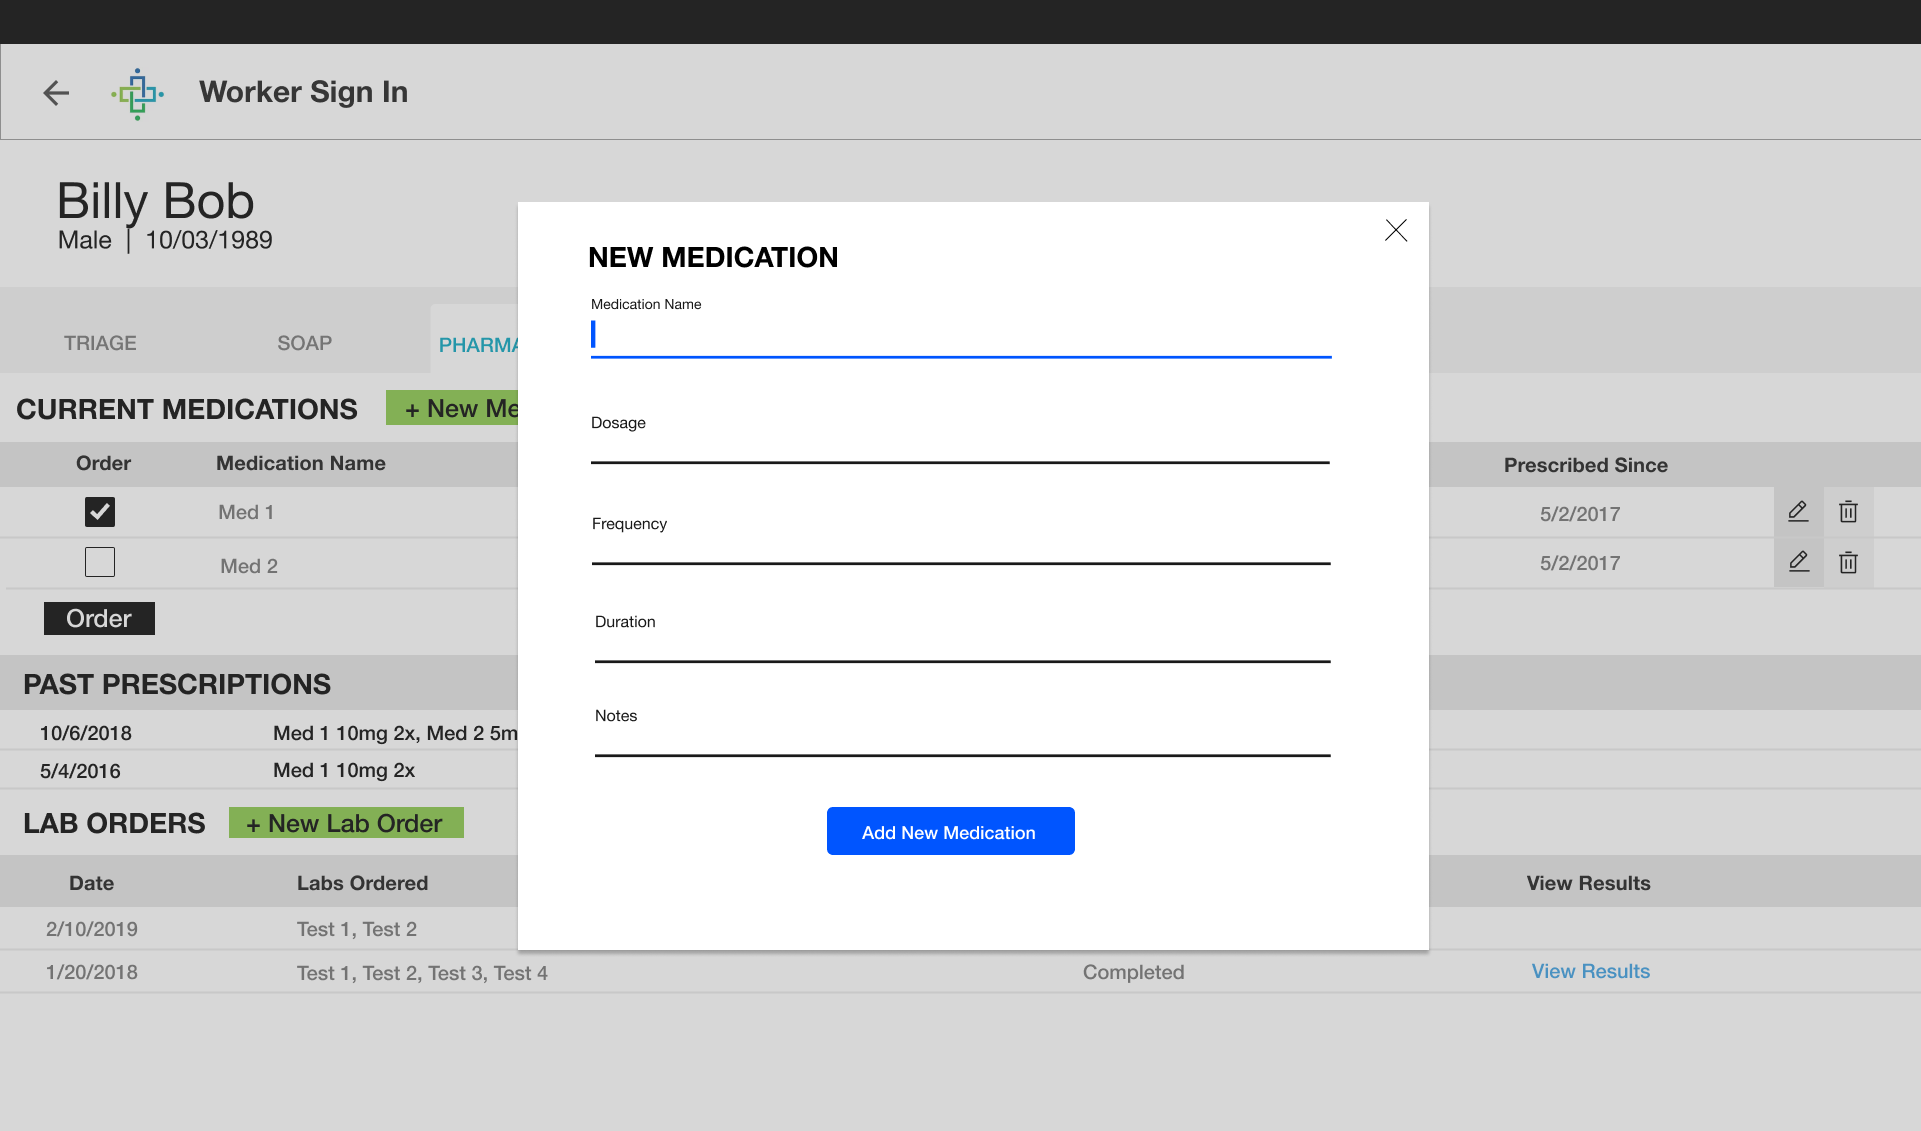 Worker Sign In
Billy Bob
Male | 10/03/1989
TRIAGE
SOAP
PHARMA
CURRENT MEDICATIONS
+ New Me
Order
Medication Name
Prescribed Since
Med 1
5/2/2017
Med 2
5/2/2017
Order
PAST PRESCRIPTIONS
10/6/2018
Med 1 10mg 2x, Med 2 5m
5/4/2016
Med 1 10mg 2x
LAB ORDERS
+ New Lab Order
Date
Labs Ordered
View Results
2/10/2019
Test 1, Test 2
1/20/2018
Test 1, Test 2, Test 3, Test 4
Completed
View Results
NEW MEDICATION
Medication Name
Dosage
Frequency
Duration
Notes
Add New Medication